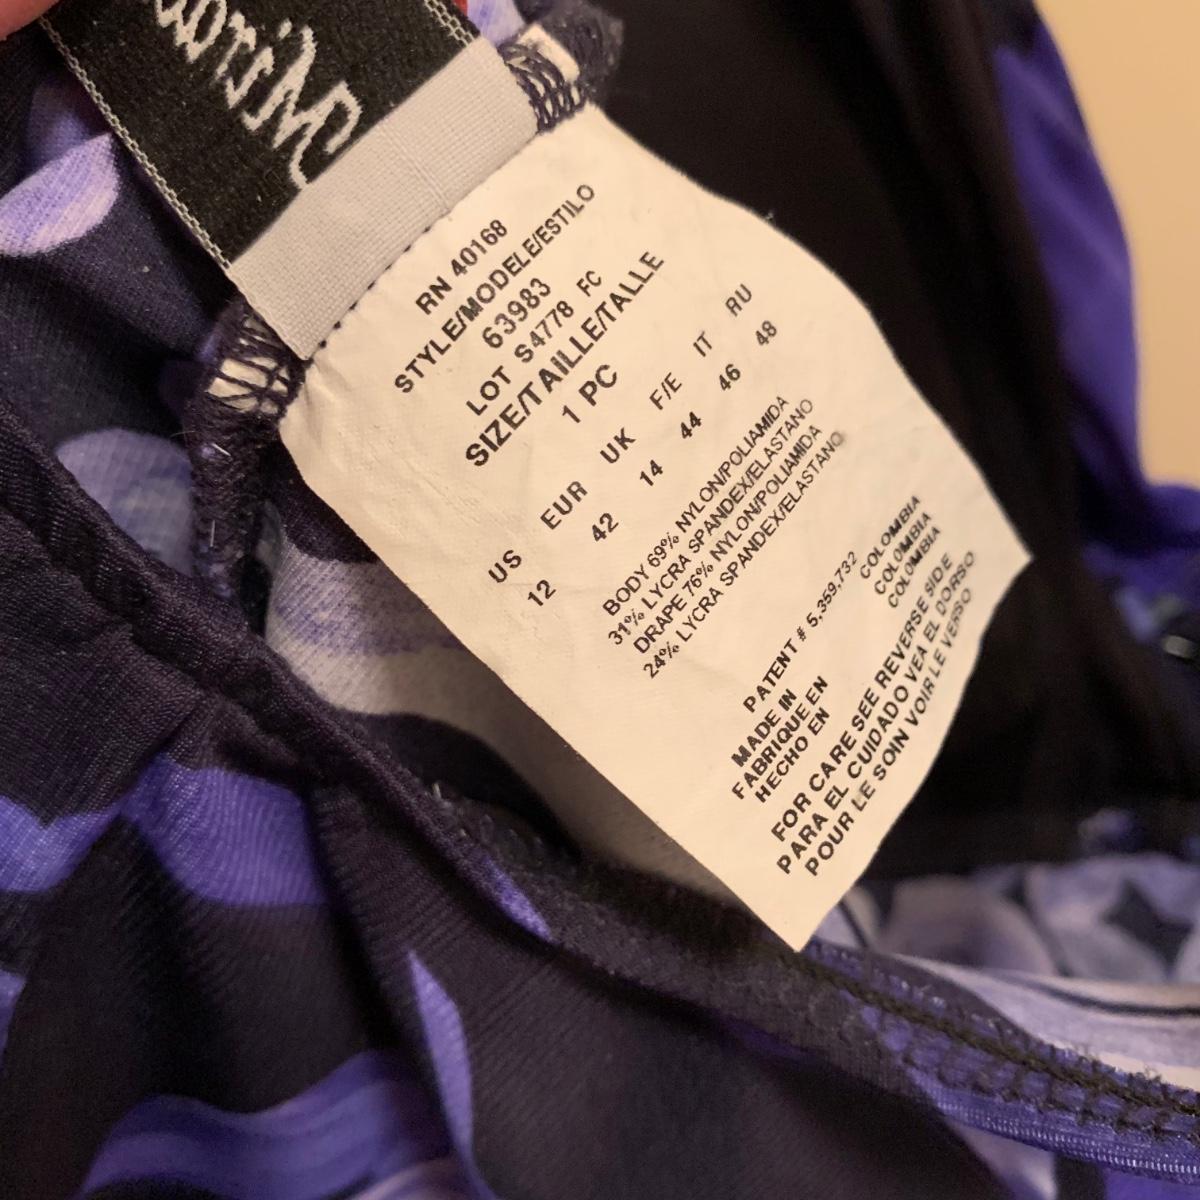 RN 40168
STYLE/MODELE/ESTILO
63983
LOT S4778 FC
SIZE/TAILLE/TALLE
1 PC
US EUR UK F/E IT RU
12 42 14 44 46 48
BODY 69% NYLON/POLIAMIDA
31% LYCRA SPANDEX/ELASTANO
DRAPE 76% NYLON/POLIAMIDA
24% LYCRA SPANDEX/ELASTANO
PATENT # 5,359,732
MADE IN COLOMBIA
FABRIQUE EN COLOMBIA
HECHO EN COLOMBIA
FOR CARE SEE REVERSE SIDE
PARA EL CUIDADO VEA EL DORSO
POUR LE SOIN VOIR LE VERSO